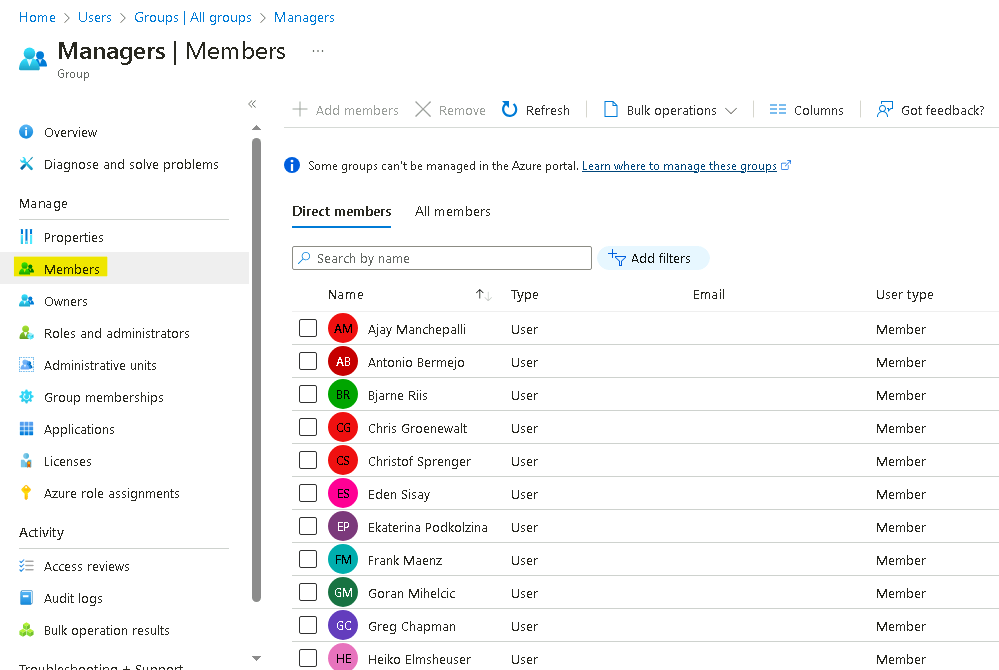 Home > Users > Groups | All groups > Managers
Managers | Members ...
Group
«
Overview
Diagnose and solve problems
Manage
Properties
Members
Owners
Roles and administrators
Administrative units
Group memberships
Applications
Licenses
Azure role assignments
Activity
Access reviews
Audit logs
Bulk operation results
Troubleshooting + Support
Add members Remove Refresh Bulk operations Columns Got feedback?
Some groups can't be managed in the Azure portal. Learn where to manage these groups
Direct members All members
Search by name Add filters
Name Type Email User type
AM Ajay Manchepalli User Member
AB Antonio Bermejo User Member
BR Bjarne Riis User Member
CG Chris Groenewalt User Member
CS Christof Sprenger User Member
ES Eden Sisay User Member
EP Ekaterina Podkolzina User Member
FM Frank Maenz User Member
GM Goran Mihelcic User Member
GC Greg Chapman User Member
HE Heiko Elmsheuser User Member